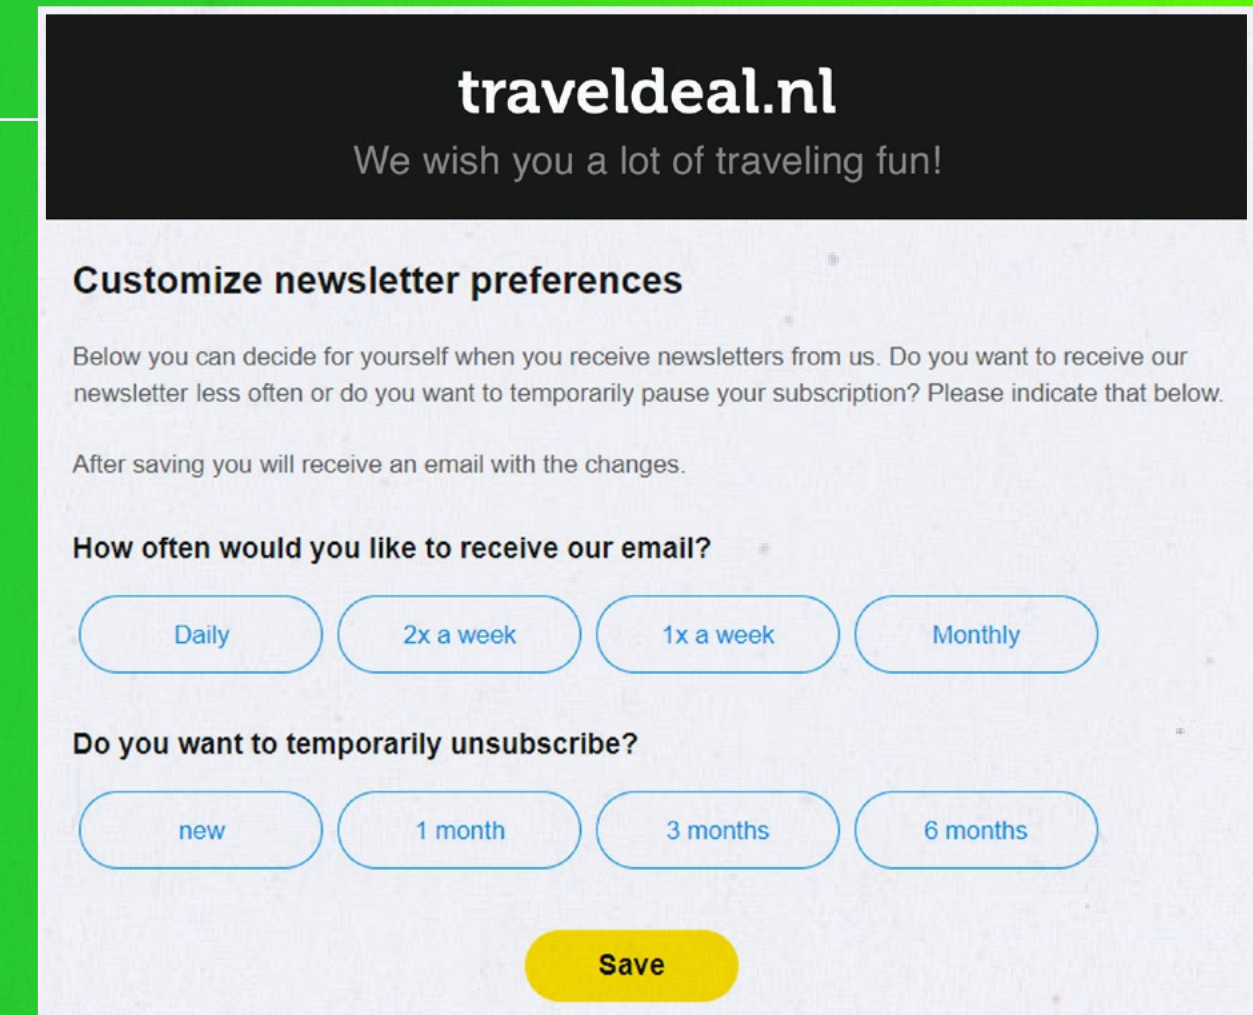 traveldeal.nl
We wish you a lot of traveling fun!
Customize newsletter preferences
Below you can decide for yourself when you receive newsletters from us. Do you want to receive our
newsletter less often or do you want to temporarily pause your subscription? Please indicate that below.
After saving you will receive an email with the changes.
How often would you like to receive our email?
Daily 2x a week 1x a week Monthly
Do you want to temporarily unsubscribe?
new 1 month 3 months 6 months
Save